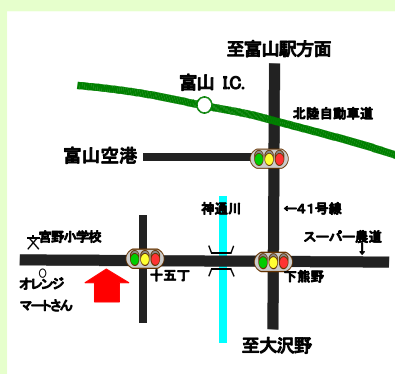 至富山駅方面
富山 I.C.
北陸自動車道
富山空港
神通川
←41号線
スーパー農道
宮野小学校
十五丁
下熊野
オレンジ
マートさん
至大沢野